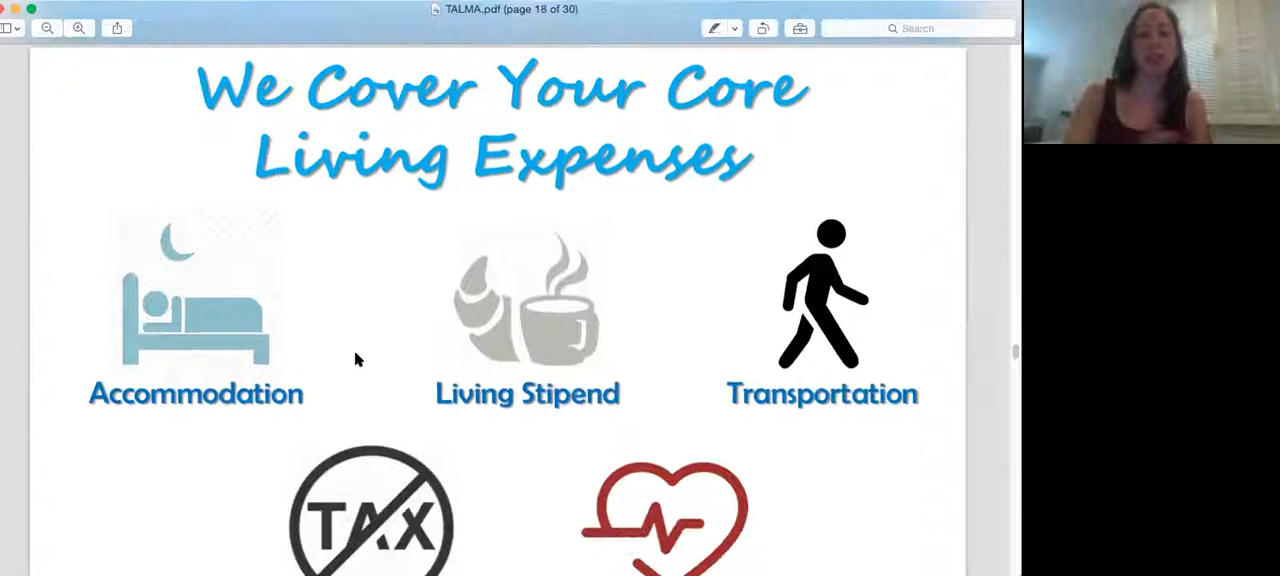 TALMA.pdf (page 18 of 30)
Search
We Cover Your Core
Living Expenses
Accommodation
Living Stipend
Transportation
TAX